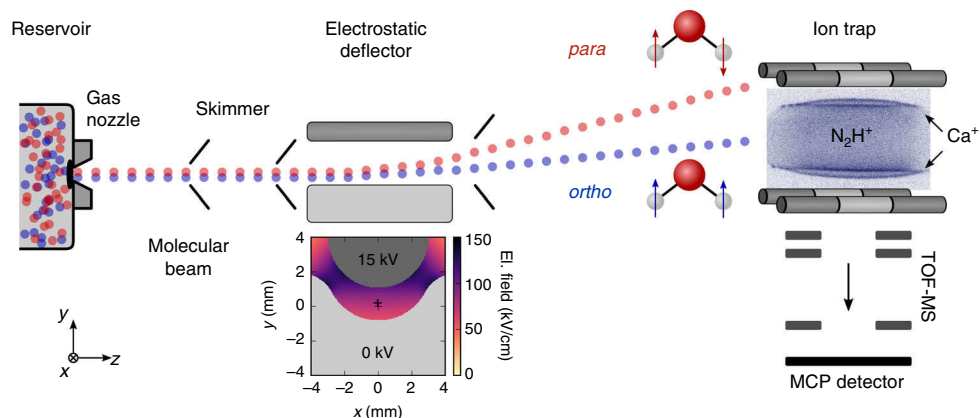 Reservoir
Gas
nozzle
Skimmer
Electrostatic
deflector
para
ortho
Ion trap
N₂H⁺
Ca⁺
Molecular
beam
15 kV
0 kV
4
2
0
−2
−4
y (mm)
−4 −2 0 2 4
x (mm)
150
100
50
0
El. field (kV/cm)
y
x
z
TOF-MS
MCP detector